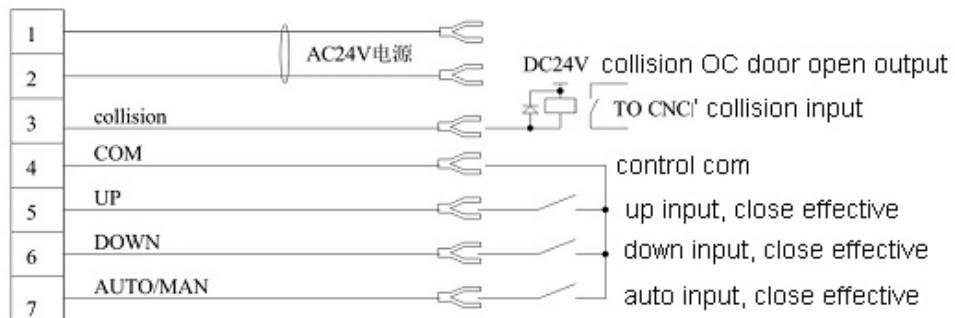 1
AC24V电源
2
DC24V collision OC door open output
3 collision
TO CNC' collision input
4 COM
control com
5 UP
up input, close effective
6 DOWN
down input, close effective
7 AUTO/MAN
auto input, close effective